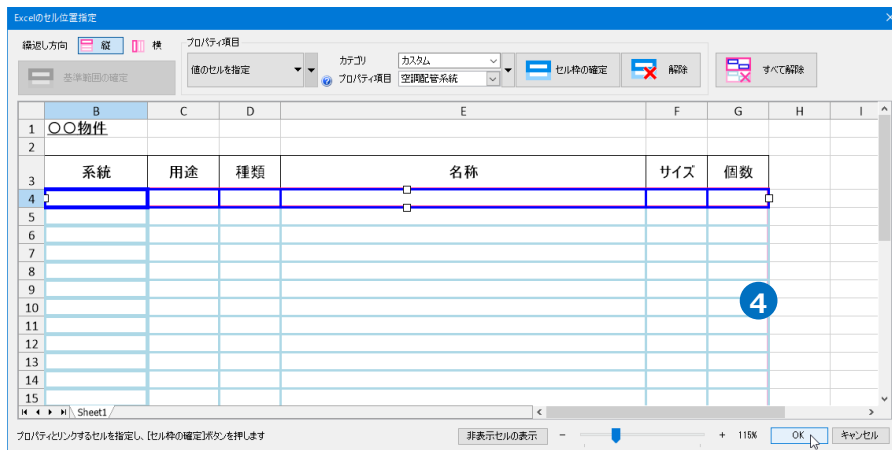 Excelのセル位置指定
繰返し方向 縦 横 プロパティ項目
基準範囲の確定
値のセルを指定
カテゴリ カスタム
プロパティ項目 空調配管系統
セル枠の確定
解除
すべて解除
B C D E F G H I
1 〇〇物件
2
3 系統 用途 種類 名称 サイズ 個数
4
5
6
7
8
9
10
4
11
12
13
14
15
Sheet1
プロパティとリンクするセルを指定し、[セル枠の確定]ボタンを押します 非表示セルの表示 - + 115% OK キャンセル